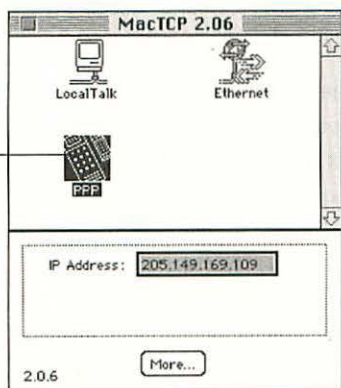 MacTCP 2.06
LocalTalk
Ethernet
PPP
IP Address: 205.149.169.109
More...
2.0.6